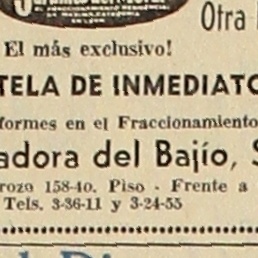 Otra
El más exclusivo!
TELA DE INMEDIATO
formes en el Fraccionamiento
adora del Bajío, S
rozo 158-4o. Piso - Frente a
Tels. 3-36-11 y 3-24-55